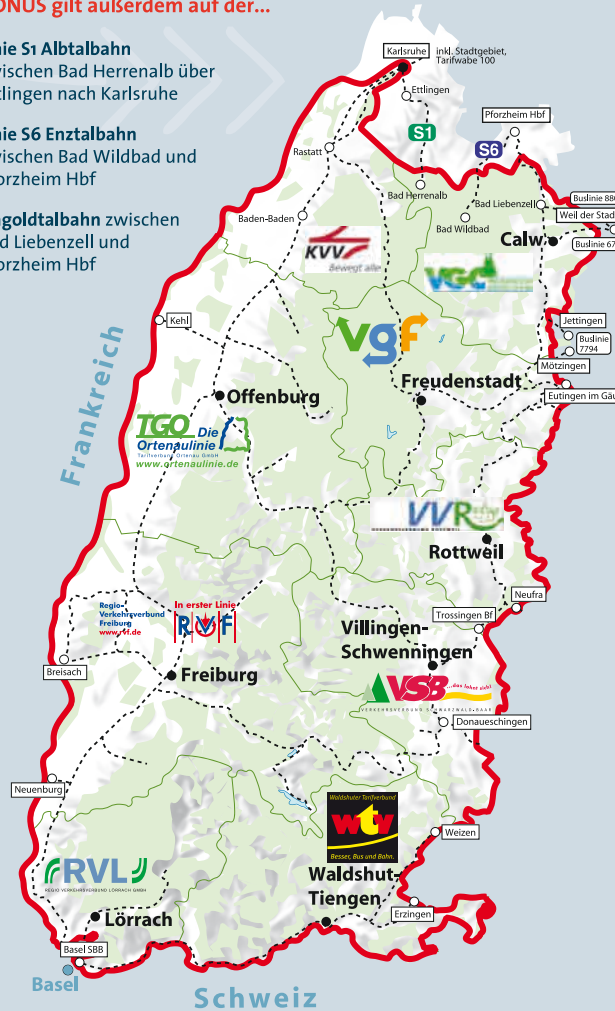 ONUS gilt außerdem auf der...
nie S1 Albtalbahn
wischen Bad Herrenalb über
tlingen nach Karlsruhe
nie S6 Enztalbahn
wischen Bad Wildbad und
forzheim Hbf
agoldtalbahn zwischen
d Liebenzell und
forzheim Hbf
Karlsruhe
inkl. Stadtgebiet,
Tarifwabe 100
Ettlingen
S1
Pforzheim Hbf
S6
Rastatt
Bad Herrenalb
Bad Liebenzell
Buslinie 880
Weil der Stad
Baden-Baden
Bad Wildbad
Calw
Buslinie 67
KVV
Bewegt alle
VGC
Kehl
Jettingen
Buslinie
7794
vgf
Mötzingen
Frankreich
Offenburg
Freudenstadt
Eutingen im Gäu
TGO Die
Ortenaulinie
Tarifverbund Ortenau GmbH
www.ortenaulinie.de
VVR
Rottweil
Neufra
Regio-
Verkehrsverbund
Freiburg
www.rvf.de
In erster Linie
RVF
Trossingen Bf
Villingen-
Schwenningen
Breisach
Freiburg
VSB ...das lohnt sich!
VERKEHRSVERBUND SCHWARZWALD-BAAR
Donaueschingen
Neuenburg
Waldshuter Tarifverbund
wtv
Besser, Bus und Bahn.
Weizen
RVL
REGIO VERKEHRSVERBUND LÖRRACH GMBH
Waldshut-
Tiengen
Erzingen
Lörrach
Basel SBB
Basel
Schweiz